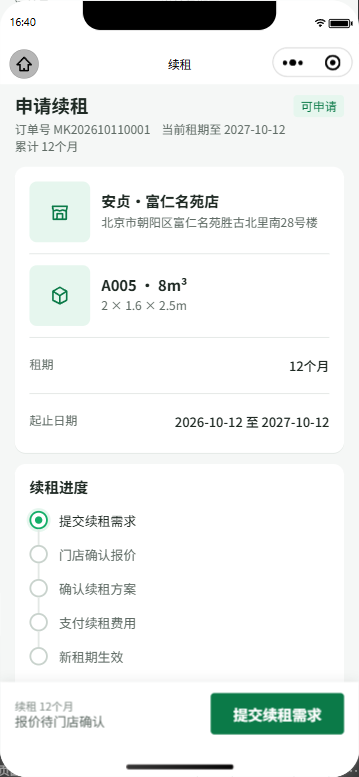 16:40
续租
申请续租
可申请
订单号 MK202610110001 当前租期至 2027-10-12
累计 12个月
安贞·富仁名苑店
北京市朝阳区富仁名苑胜古北里南28号楼
A005 · 8m³
2 × 1.6 × 2.5m
租期
12个月
起止日期
2026-10-12 至 2027-10-12
续租进度
提交续租需求
门店确认报价
确认续租方案
支付续租费用
新租期生效
续租 12个月
报价待门店确认
提交续租需求